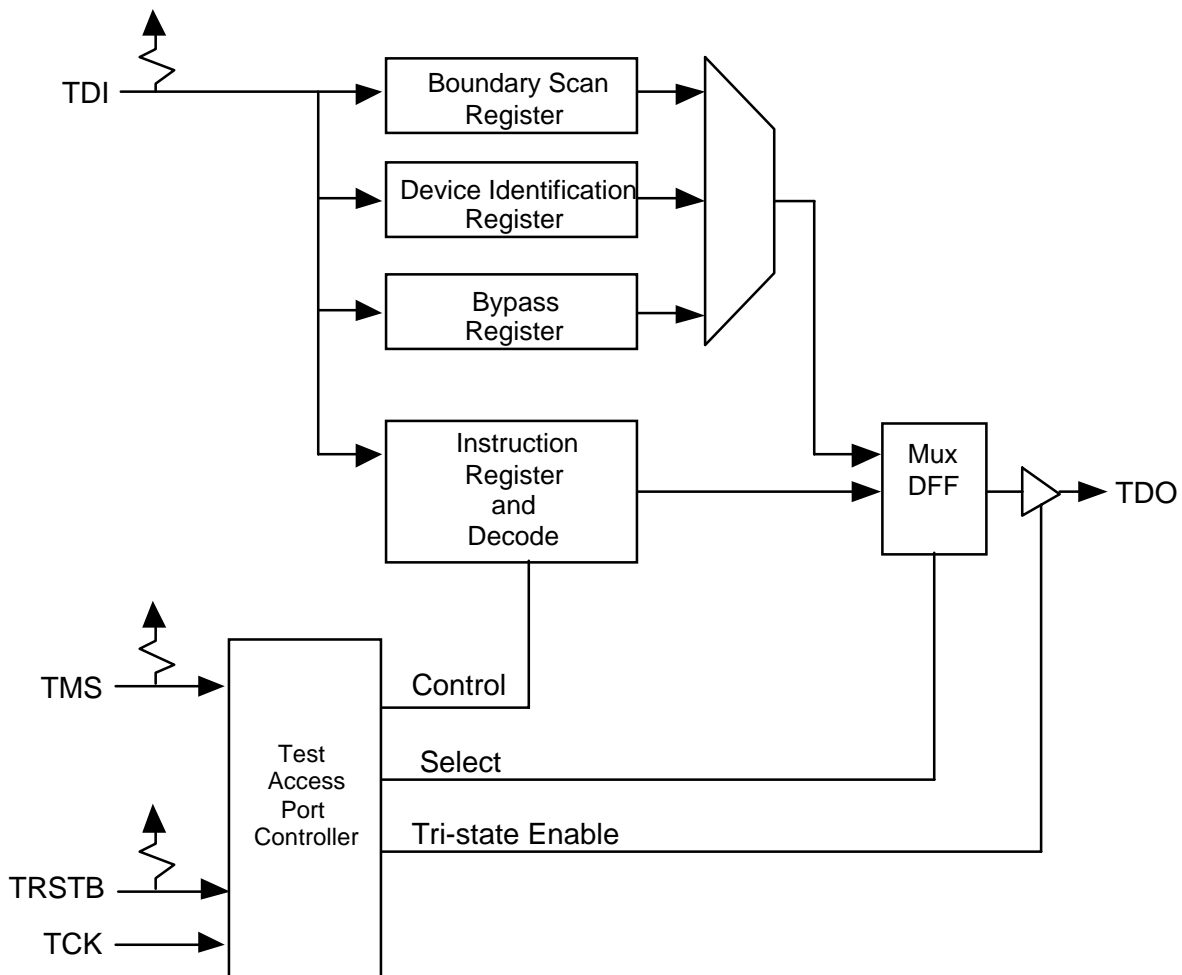 TDI
Boundary Scan
Register
Device Identification
Register
Bypass
Register
Instruction
Register
and
Decode
Mux
DFF
TDO
TMS
Control
Test
Access
Port
Controller
Select
Tri-state Enable
TRSTB
TCK